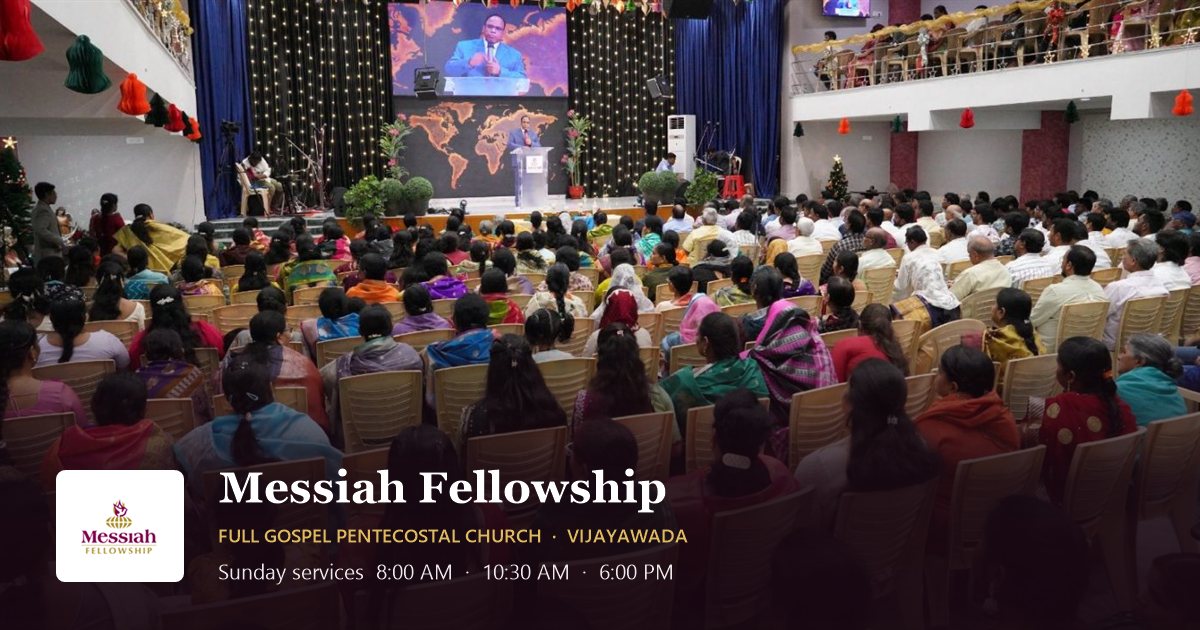 Messiah
FELLOWSHIP
Messiah Fellowship
FULL GOSPEL PENTECOSTAL CHURCH · VIJAYAWADA
Sunday services 8:00 AM · 10:30 AM · 6:00 PM